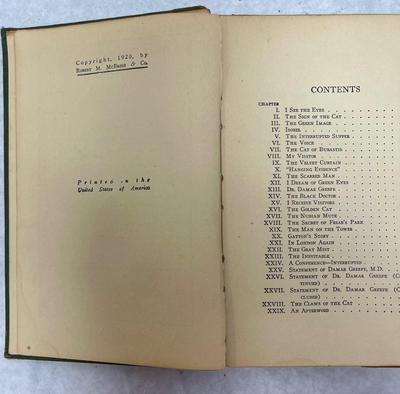 Copyright, 1920, by
Robert M. McBride & Co.
Printed in the
United States of America
CONTENTS
CHAPTER
I. I See the Eyes
II. The Sign of the Cat
III. The Green Image
IV. Isobel
V. The Interrupted Supper
VI. The Voice
VII. The Cat of Bubastis
VIII. My Visitor
IX. The Velvet Curtain
X. "Hanging Evidence"
XI. The Scarred Man
XII. I Dream of Green Eyes
XIII. Dr. Damar Greefe
XIV. The Black Doctor
XV. I Receive Visitors
XVI. The Golden Cat
XVII. The Nubian Mute
XVIII. The Secret of Friar's Park
XIX. The Man on the Tower
XX. Gatton's Story
XXI. In London Again
XXII. The Gray Mist
XXIII. The Inevitable
XXIV. A Conference—Interrupted
XXV. Statement of Damar Greefe, M.D.
XXVI. Statement of Dr. Damar Greefe (C
tinued)
XXVII. Statement of Dr. Damar Greefe (C
cluded)
XXVIII. The Claws of the Cat
XXIX. An Afterword